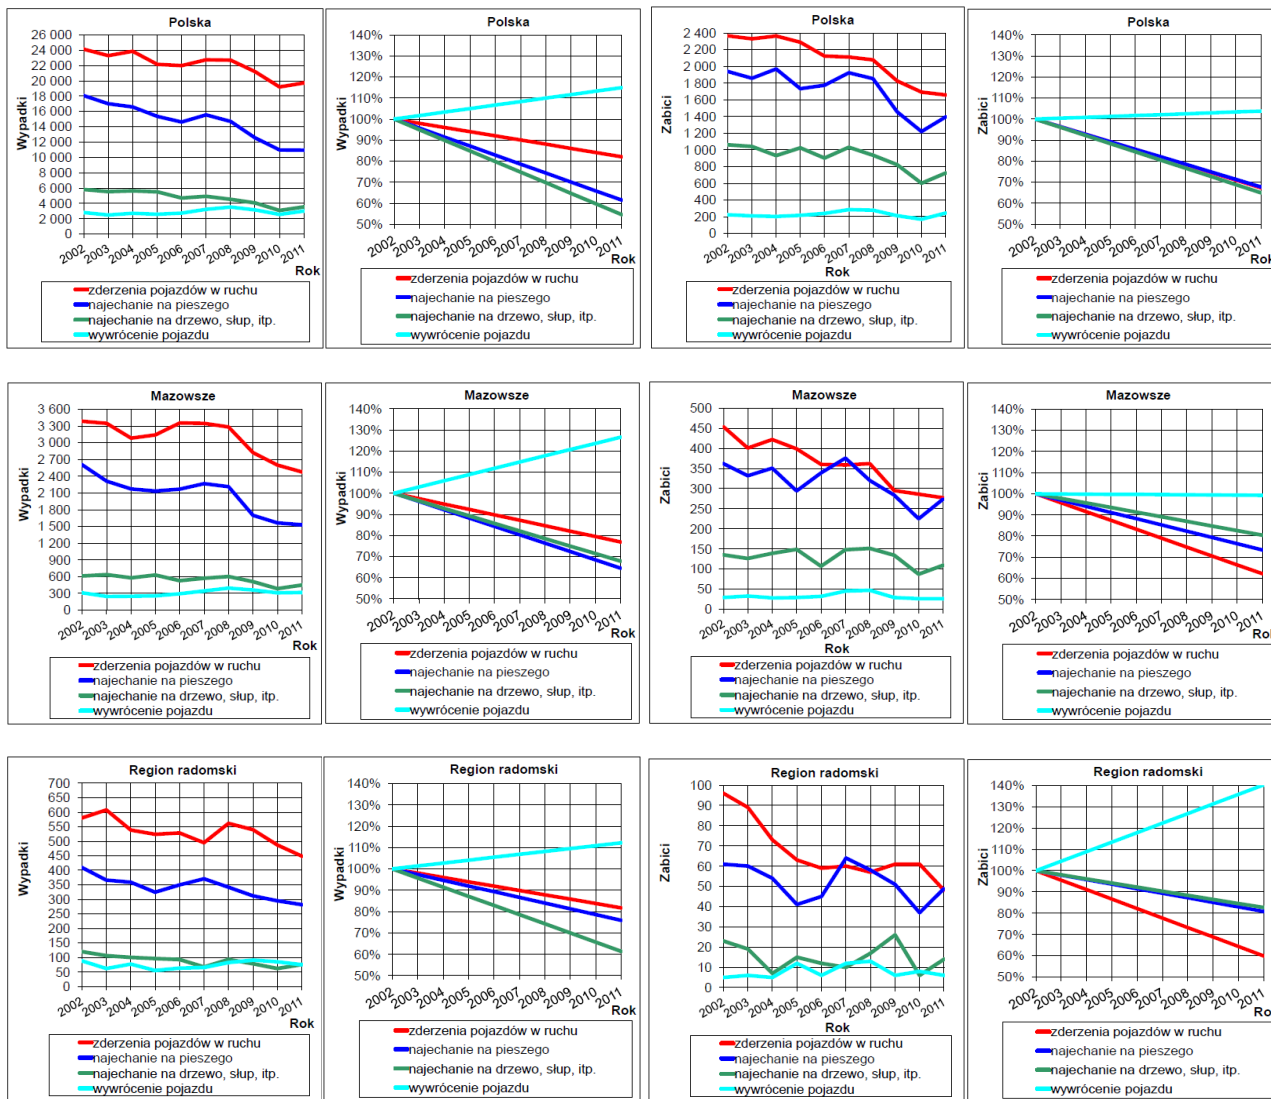 Polska
26 000
24 000
22 000
20 000
18 000
16 000
14 000
12 000
10 000
8 000
6 000
4 000
2 000
0
Wypadki
2002 2003 2004 2005 2006 2007 2008 2009 2010 2011
Rok
zderzenia pojazdów w ruchu
najechanie na pieszego
najechanie na drzewo, słup, itp.
wywrócenie pojazdu
Polska
140%
130%
120%
110%
100%
90%
80%
70%
60%
50%
Wypadki
2002 2003 2004 2005 2006 2007 2008 2009 2010 2011
Rok
zderzenia pojazdów w ruchu
najechanie na pieszego
najechanie na drzewo, słup, itp.
wywrócenie pojazdu
Polska
2 400
2 200
2 000
1 800
1 600
1 400
1 200
1 000
800
600
400
200
0
Zabici
2002 2003 2004 2005 2006 2007 2008 2009 2010 2011
Rok
zderzenia pojazdów w ruchu
najechanie na pieszego
najechanie na drzewo, słup, itp.
wywrócenie pojazdu
Polska
140%
130%
120%
110%
100%
90%
80%
70%
60%
50%
Zabici
2002 2003 2004 2005 2006 2007 2008 2009 2010 2011
Rok
zderzenia pojazdów w ruchu
najechanie na pieszego
najechanie na drzewo, słup, itp.
wywrócenie pojazdu
Mazowsze
3 600
3 300
3 000
2 700
2 400
2 100
1 800
1 500
1 200
900
600
300
0
Wypadki
2002 2003 2004 2005 2006 2007 2008 2009 2010 2011
Rok
zderzenia pojazdów w ruchu
najechanie na pieszego
najechanie na drzewo, słup, itp.
wywrócenie pojazdu
Mazowsze
140%
130%
120%
110%
100%
90%
80%
70%
60%
50%
Wypadki
2002 2003 2004 2005 2006 2007 2008 2009 2010 2011
Rok
zderzenia pojazdów w ruchu
najechanie na pieszego
najechanie na drzewo, słup, itp.
wywrócenie pojazdu
Mazowsze
500
450
400
350
300
250
200
150
100
50
0
Zabici
2002 2003 2004 2005 2006 2007 2008 2009 2010 2011
Rok
zderzenia pojazdów w ruchu
najechanie na pieszego
najechanie na drzewo, słup, itp.
wywrócenie pojazdu
Mazowsze
140%
130%
120%
110%
100%
90%
80%
70%
60%
50%
Zabici
2002 2003 2004 2005 2006 2007 2008 2009 2010 2011
Rok
zderzenia pojazdów w ruchu
najechanie na pieszego
najechanie na drzewo, słup, itp.
wywrócenie pojazdu
Region radomski
700
650
600
550
500
450
400
350
300
250
200
150
100
50
0
Wypadki
2002 2003 2004 2005 2006 2007 2008 2009 2010 2011
Rok
zderzenia pojazdów w ruchu
najechanie na pieszego
najechanie na drzewo, słup, itp.
wywrócenie pojazdu
Region radomski
140%
130%
120%
110%
100%
90%
80%
70%
60%
50%
Wypadki
2002 2003 2004 2005 2006 2007 2008 2009 2010 2011
Rok
zderzenia pojazdów w ruchu
najechanie na pieszego
najechanie na drzewo, słup, itp.
wywrócenie pojazdu
Region radomski
100
90
80
70
60
50
40
30
20
10
0
Zabici
2002 2003 2004 2005 2006 2007 2008 2009 2010 2011
Rok
zderzenia pojazdów w ruchu
najechanie na pieszego
najechanie na drzewo, słup, itp.
wywrócenie pojazdu
Region radomski
140%
130%
120%
110%
100%
90%
80%
70%
60%
50%
Zabici
2002 2003 2004 2005 2006 2007 2008 2009 2010 2011
Rok
zderzenia pojazdów w ruchu
najechanie na pieszego
najechanie na drzewo, słup, itp.
wywrócenie pojazdu